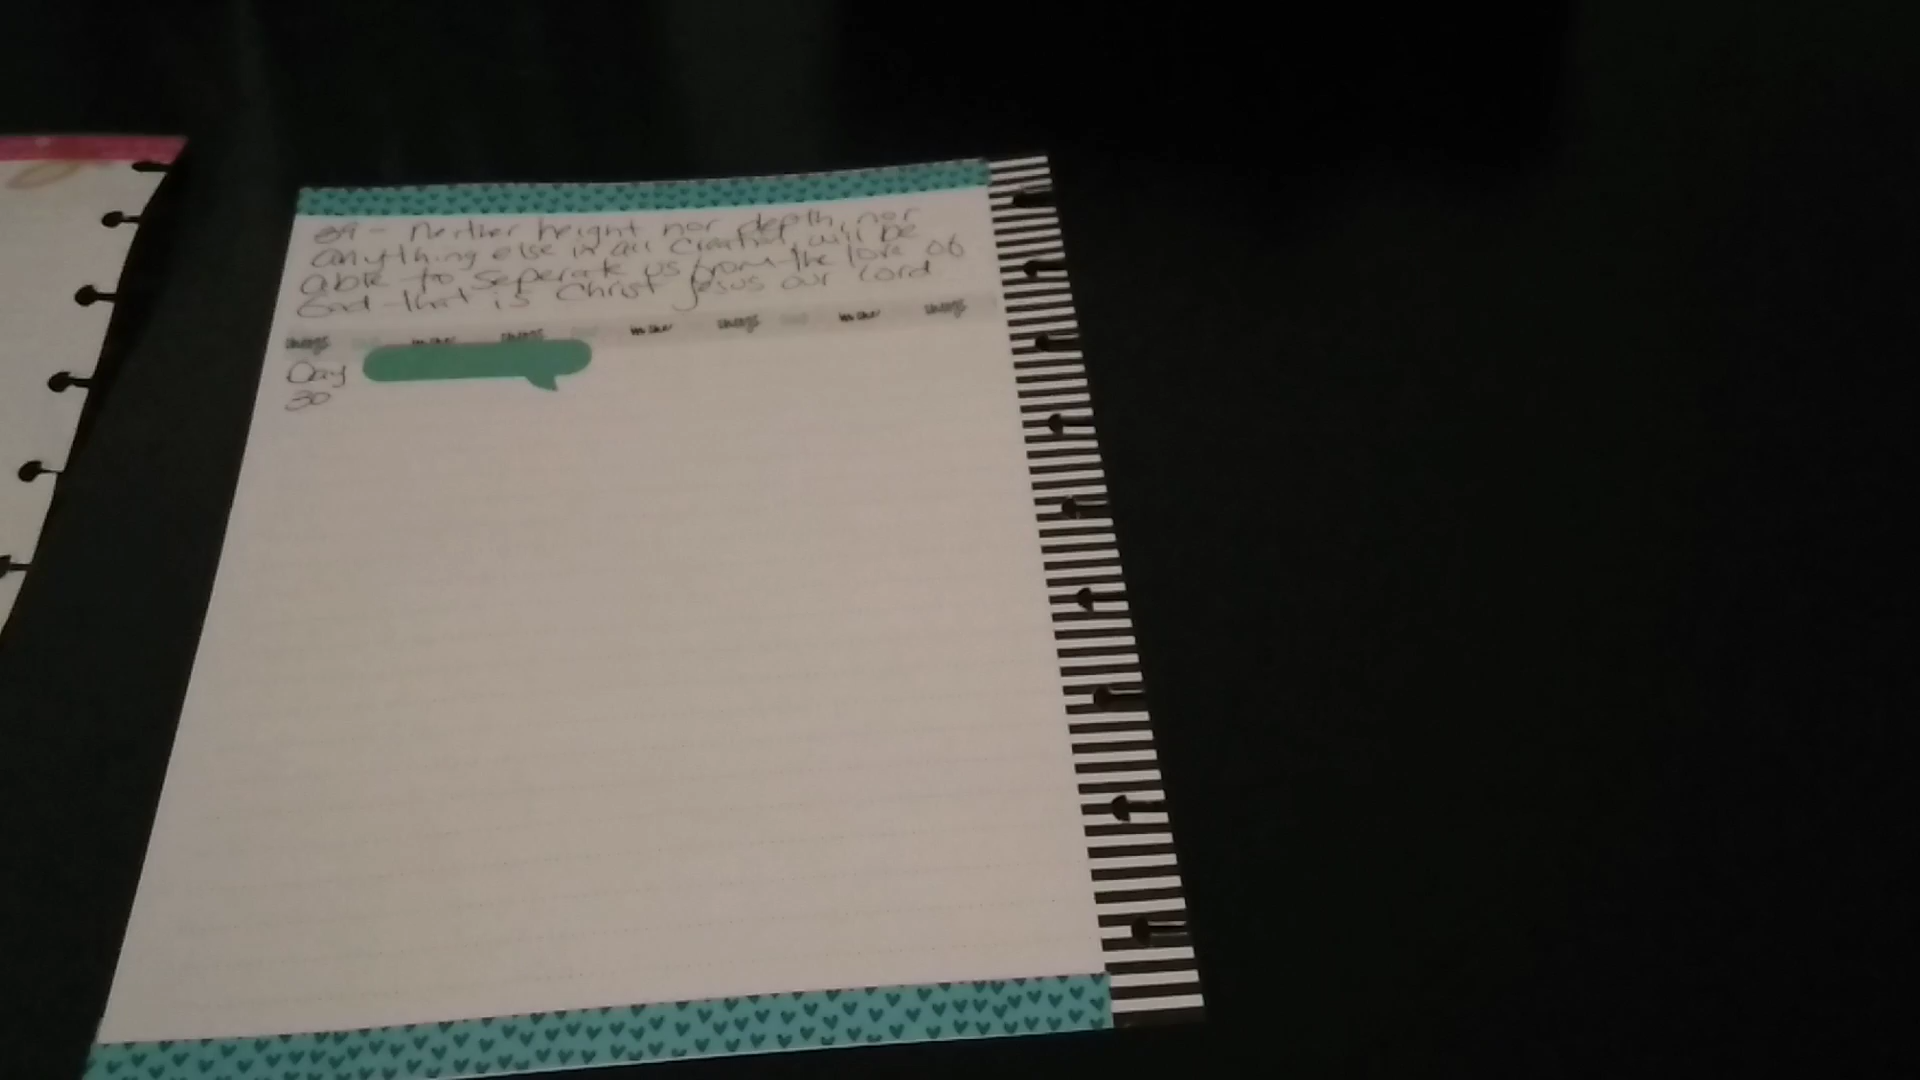 39 - Neither height nor depth, nor
anything else in all creation, will be
able to seperate us from the love of
God that is Christ Jesus our lord
Day
30